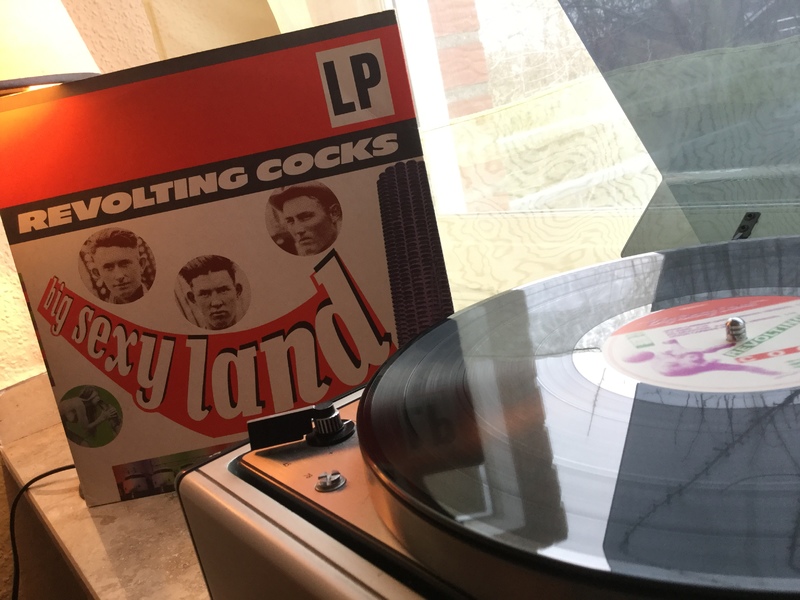 LP
REVOLTING COCKS
big sexy land